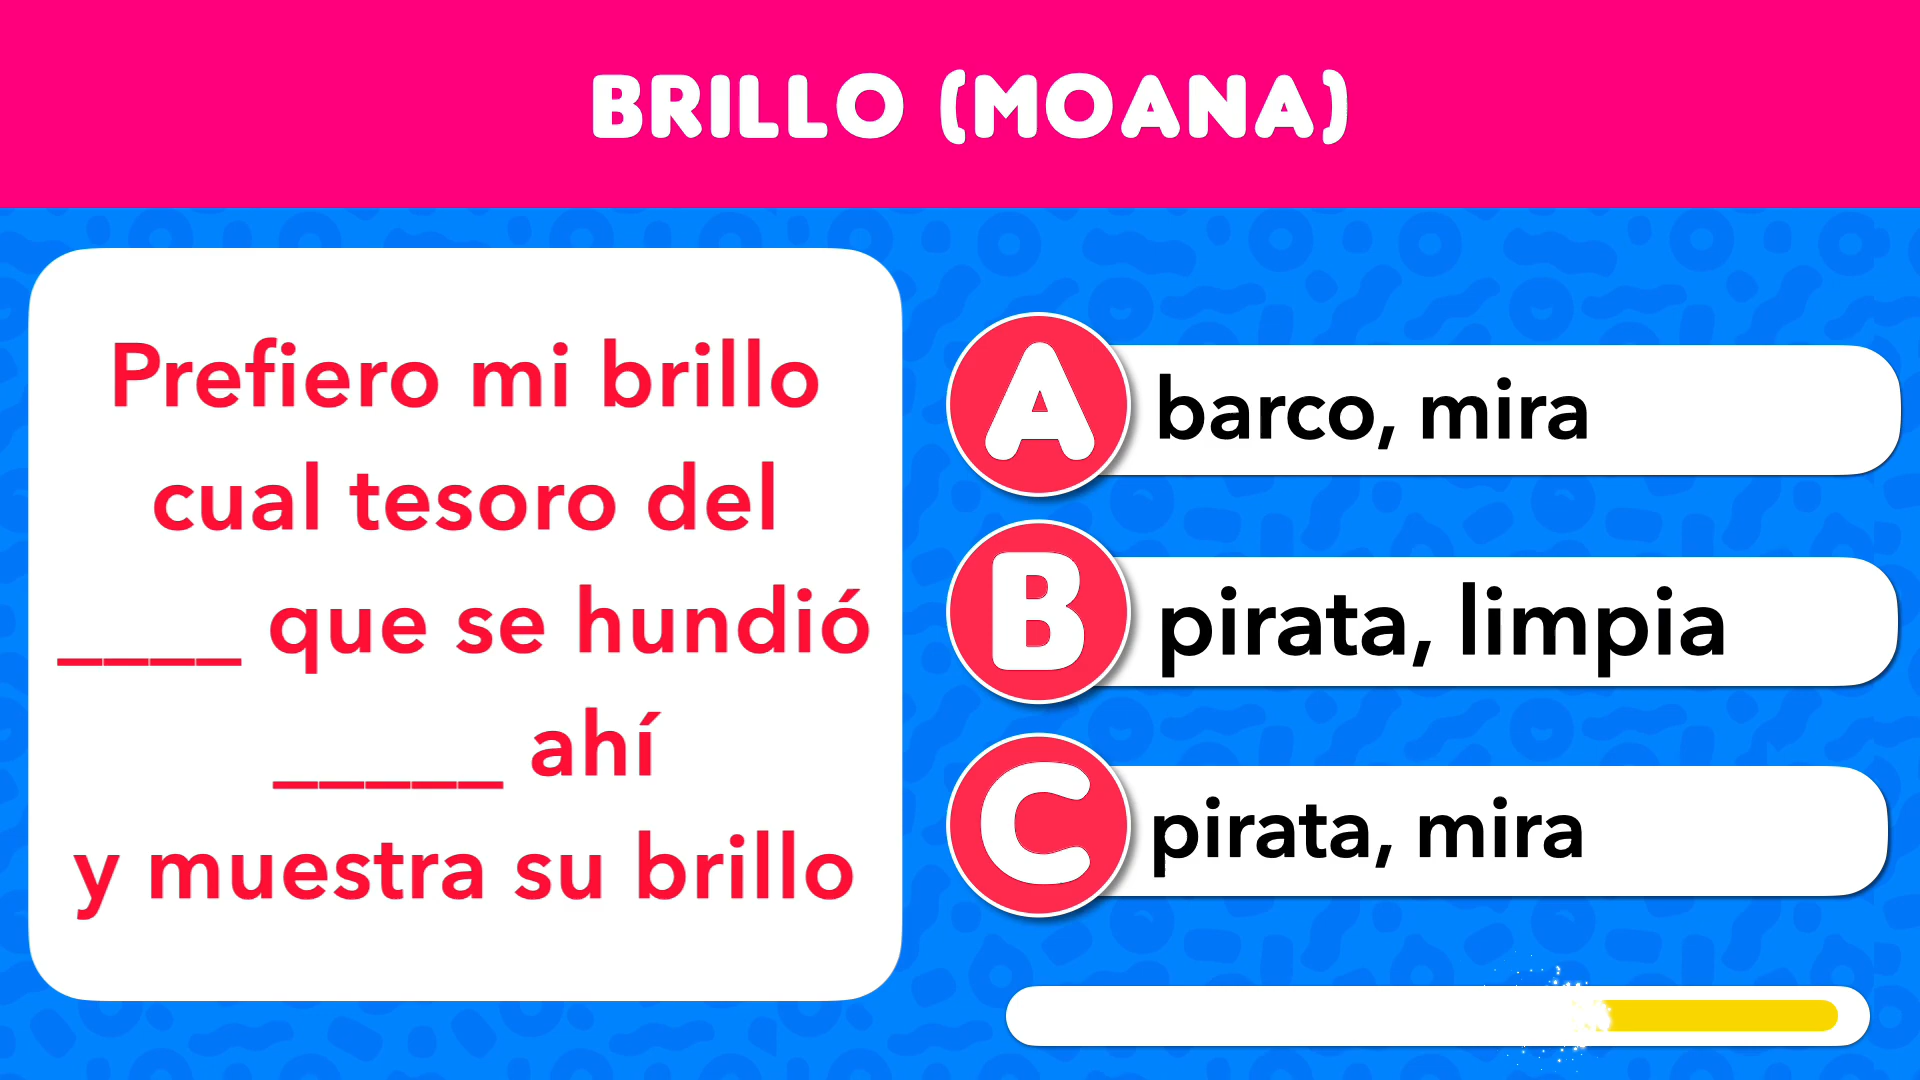 BRILLO (MOANA)
Prefiero mi brillo
cual tesoro del
____ que se hundió
_____ ahí
y muestra su brillo
A
barco, mira
B
pirata, limpia
C
pirata, mira